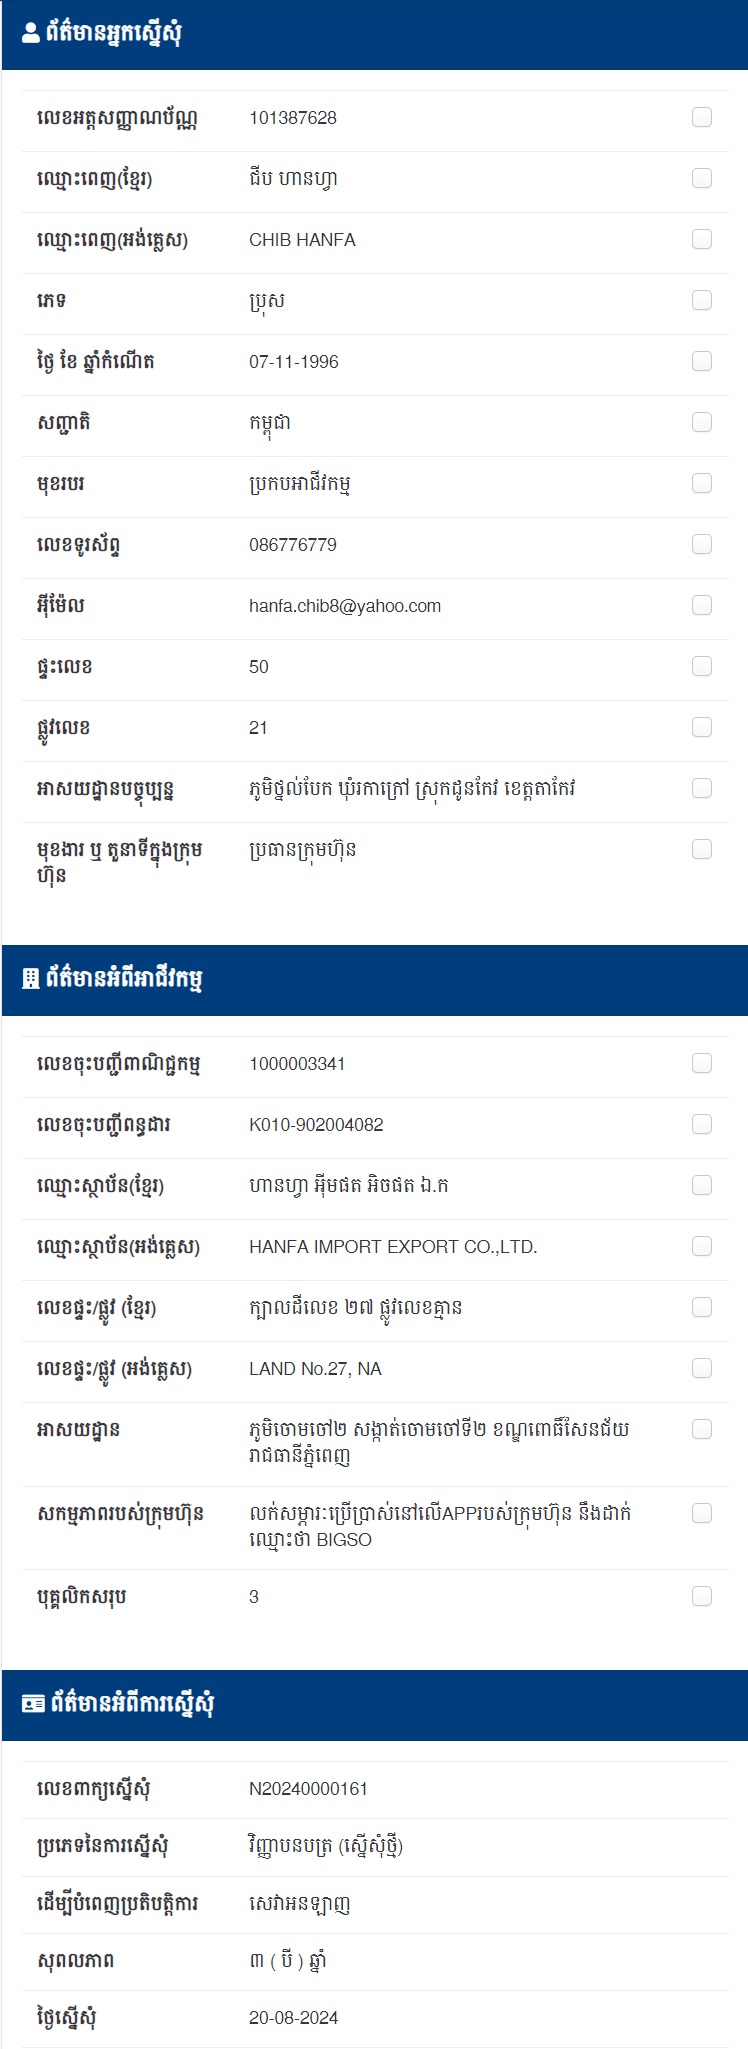 ព័ត៌មានអ្នកស្នើសុំ
លេខអត្តសញ្ញាណប័ណ្ណ 101387628
ឈ្មោះពេញ(ខ្មែរ) ជីប ហានហ្វា
ឈ្មោះពេញ(អង់គ្លេស) CHIB HANFA
ភេទ ប្រុស
ថ្ងៃ ខែ ឆ្នាំកំណើត 07-11-1996
សញ្ជាតិ កម្ពុជា
មុខរបរ ប្រកបអាជីវកម្ម
លេខទូរស័ព្ទ 086776779
អ៊ីម៉ែល hanfa.chib8@yahoo.com
ផ្ទះលេខ 50
ផ្លូវលេខ 21
អាសយដ្ឋានបច្ចុប្បន្ន ភូមិថ្នល់បែក ឃុំរកាក្រៅ ស្រុកដូនកែវ ខេត្តតាកែវ
មុខងារ ឬ តួនាទីក្នុងក្រុម ប្រធានក្រុមហ៊ុន
ហ៊ុន
ព័ត៌មានអំពីអាជីវកម្ម
លេខចុះបញ្ជីពាណិជ្ជកម្ម 1000003341
លេខចុះបញ្ជីពន្ធដារ K010-902004082
ឈ្មោះស្ថាប័ន(ខ្មែរ) ហានហ្វា អ៊ីមផត អិចផត ឯ.ក
ឈ្មោះស្ថាប័ន(អង់គ្លេស) HANFA IMPORT EXPORT CO.,LTD.
លេខផ្ទះ/ផ្លូវ (ខ្មែរ) ក្បាលដីលេខ ២៧ ផ្លូវលេខគ្មាន
លេខផ្ទះ/ផ្លូវ (អង់គ្លេស) LAND No.27, NA
អាសយដ្ឋាន ភូមិចោមចៅ២ សង្កាត់ចោមចៅទី២ ខណ្ឌពោធិ៍សែនជ័យ
រាជធានីភ្នំពេញ
សកម្មភាពរបស់ក្រុមហ៊ុន លក់សម្ភារៈប្រើប្រាស់នៅលើAPPរបស់ក្រុមហ៊ុន នឹងដាក់
ឈ្មោះថា BIGSO
បុគ្គលិកសរុប 3
ព័ត៌មានអំពីការស្នើសុំ
លេខពាក្យស្នើសុំ N20240000161
ប្រភេទនៃការស្នើសុំ វិញ្ញាបនបត្រ (ស្នើសុំថ្មី)
ដើម្បីបំពេញប្រតិបត្តិការ សេវាអនឡាញ
សុពលភាព ៣ ( បី ) ឆ្នាំ
ថ្ងៃស្នើសុំ 20-08-2024